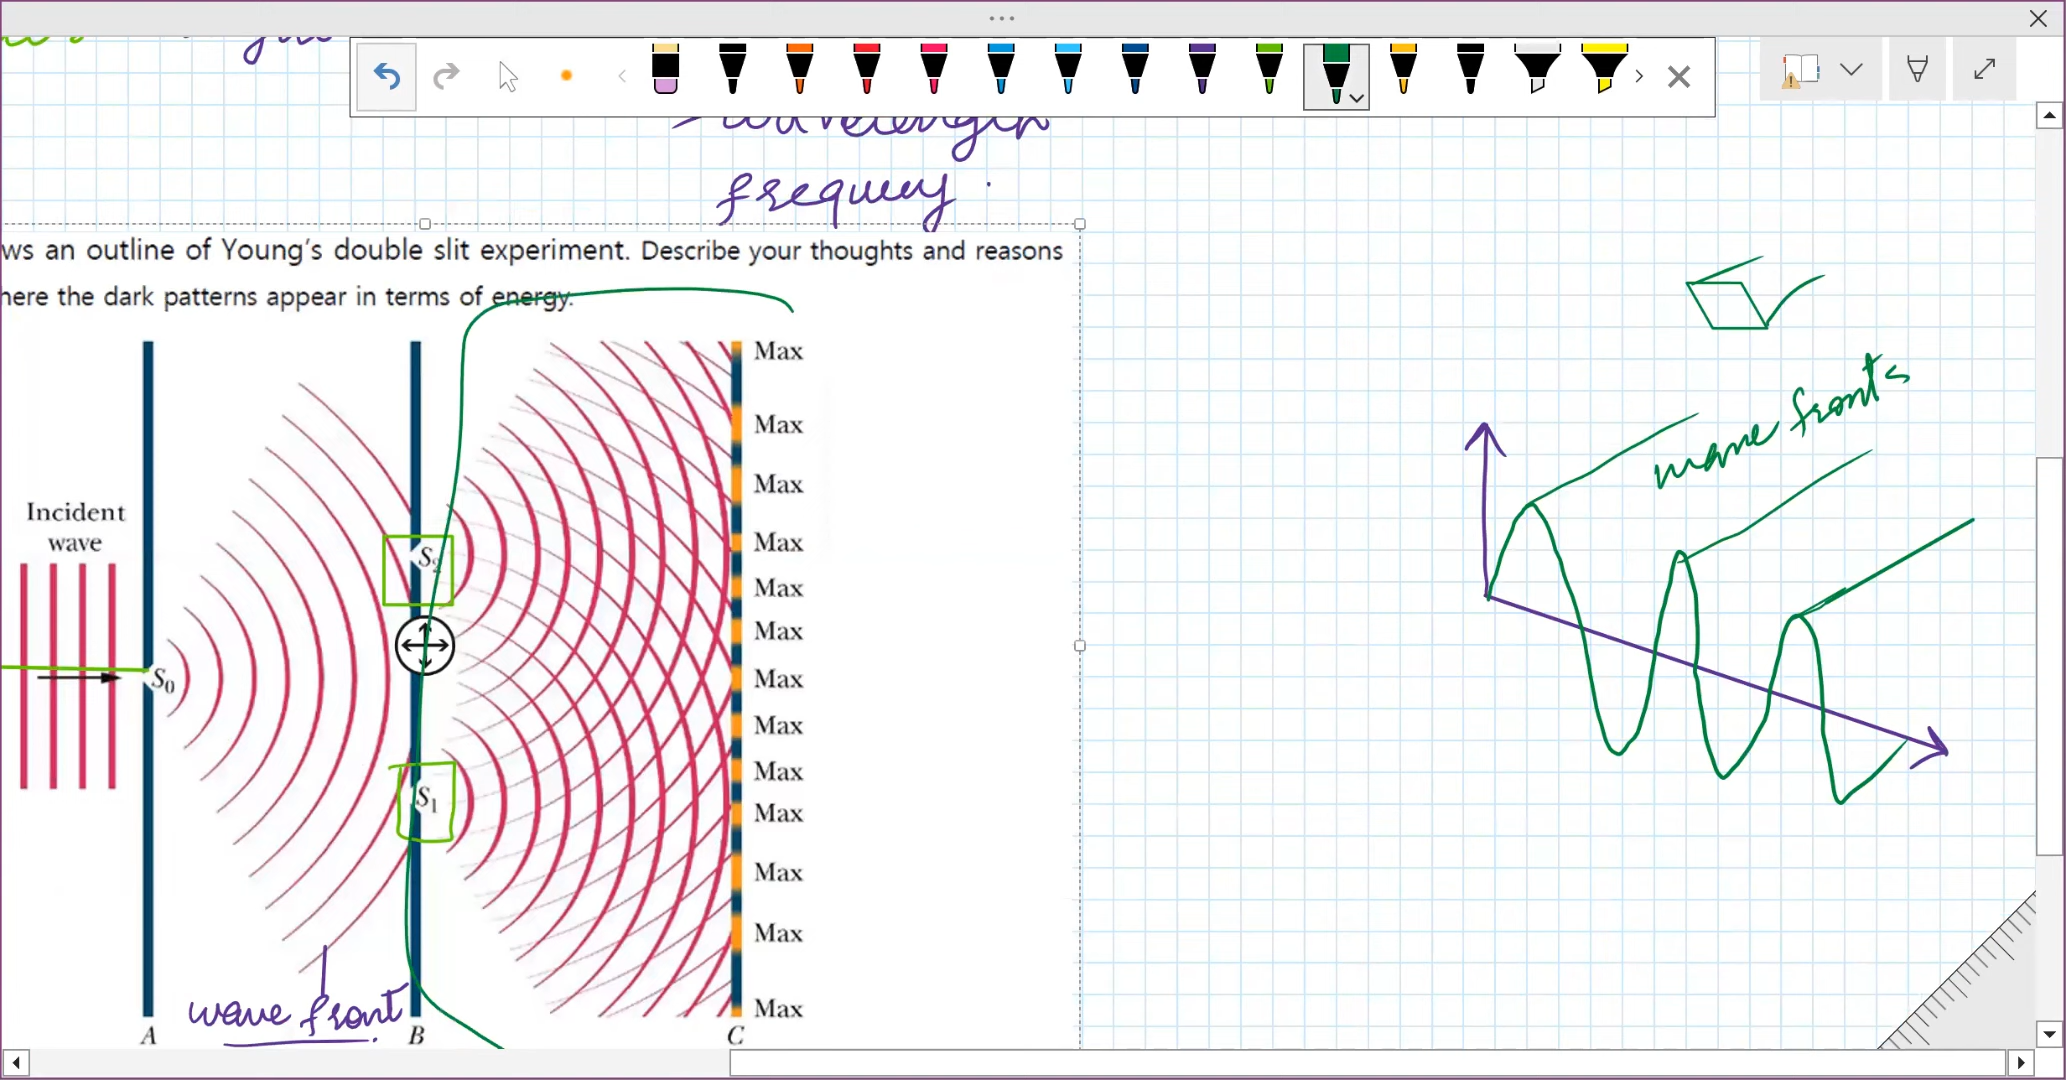 wavelength
frequency
ws an outline of Young's double slit experiment. Describe your thoughts and reasons
here the dark patterns appear in terms of energy.
Max
Max
Max
Max
Max
Max
Max
Max
Max
Max
Max
Max
Max
Incident
wave
S₀
S₂
S₁
wave front
A
B
C
wave fronts